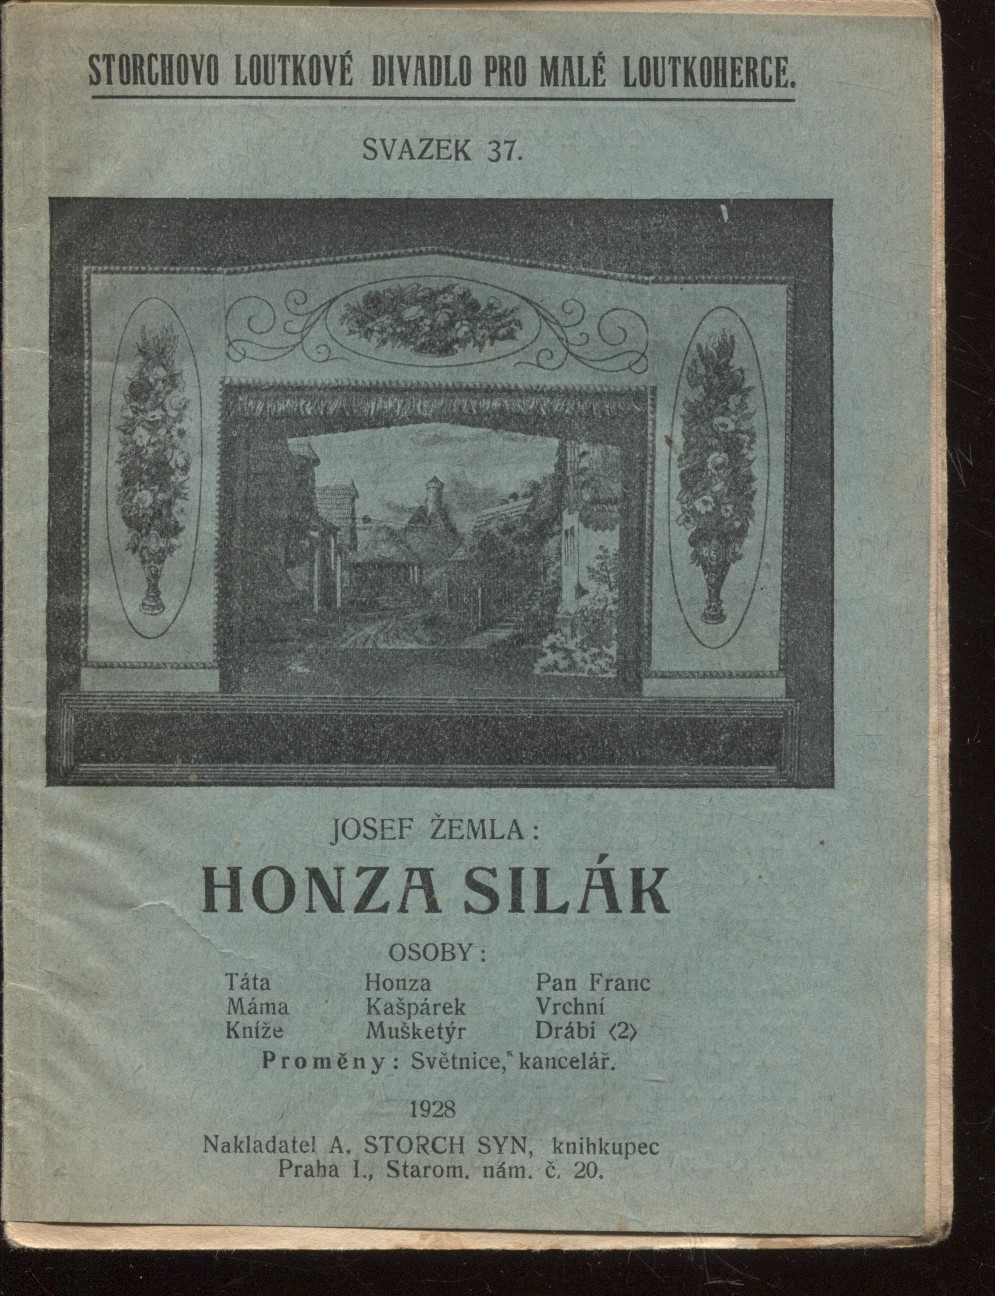 STORCHOVO LOUTKOVÉ DIVADLO PRO MALÉ LOUTKOHERCE.
SVAZEK 37.
JOSEF ŽEMLA:
HONZA SILÁK
OSOBY:
Táta Honza Pan Franc
Máma Kašpárek Vrchní
Kníže Mušketýr Drábi (2)
Proměny: Světnice, kancelář.
1928
Nakladatel A. STORCH SYN, knihkupec
Praha I., Starom. nám. č. 20.